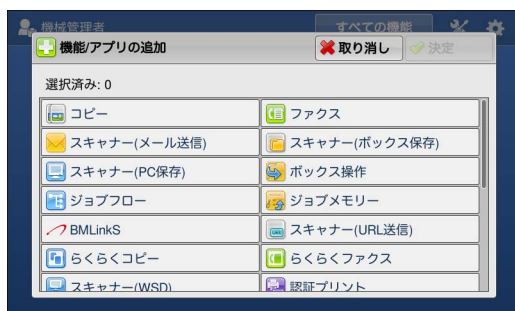 機械管理者 すべての機能
機能/アプリの追加 取り消し 決定
選択済み: 0
コピー ファクス
スキャナー(メール送信) スキャナー(ボックス保存)
スキャナー(PC保存) ボックス操作
ジョブフロー ジョブメモリー
BMLinkS スキャナー(URL送信)
らくらくコピー らくらくファクス
スキャナー(WSD) 認証プリント